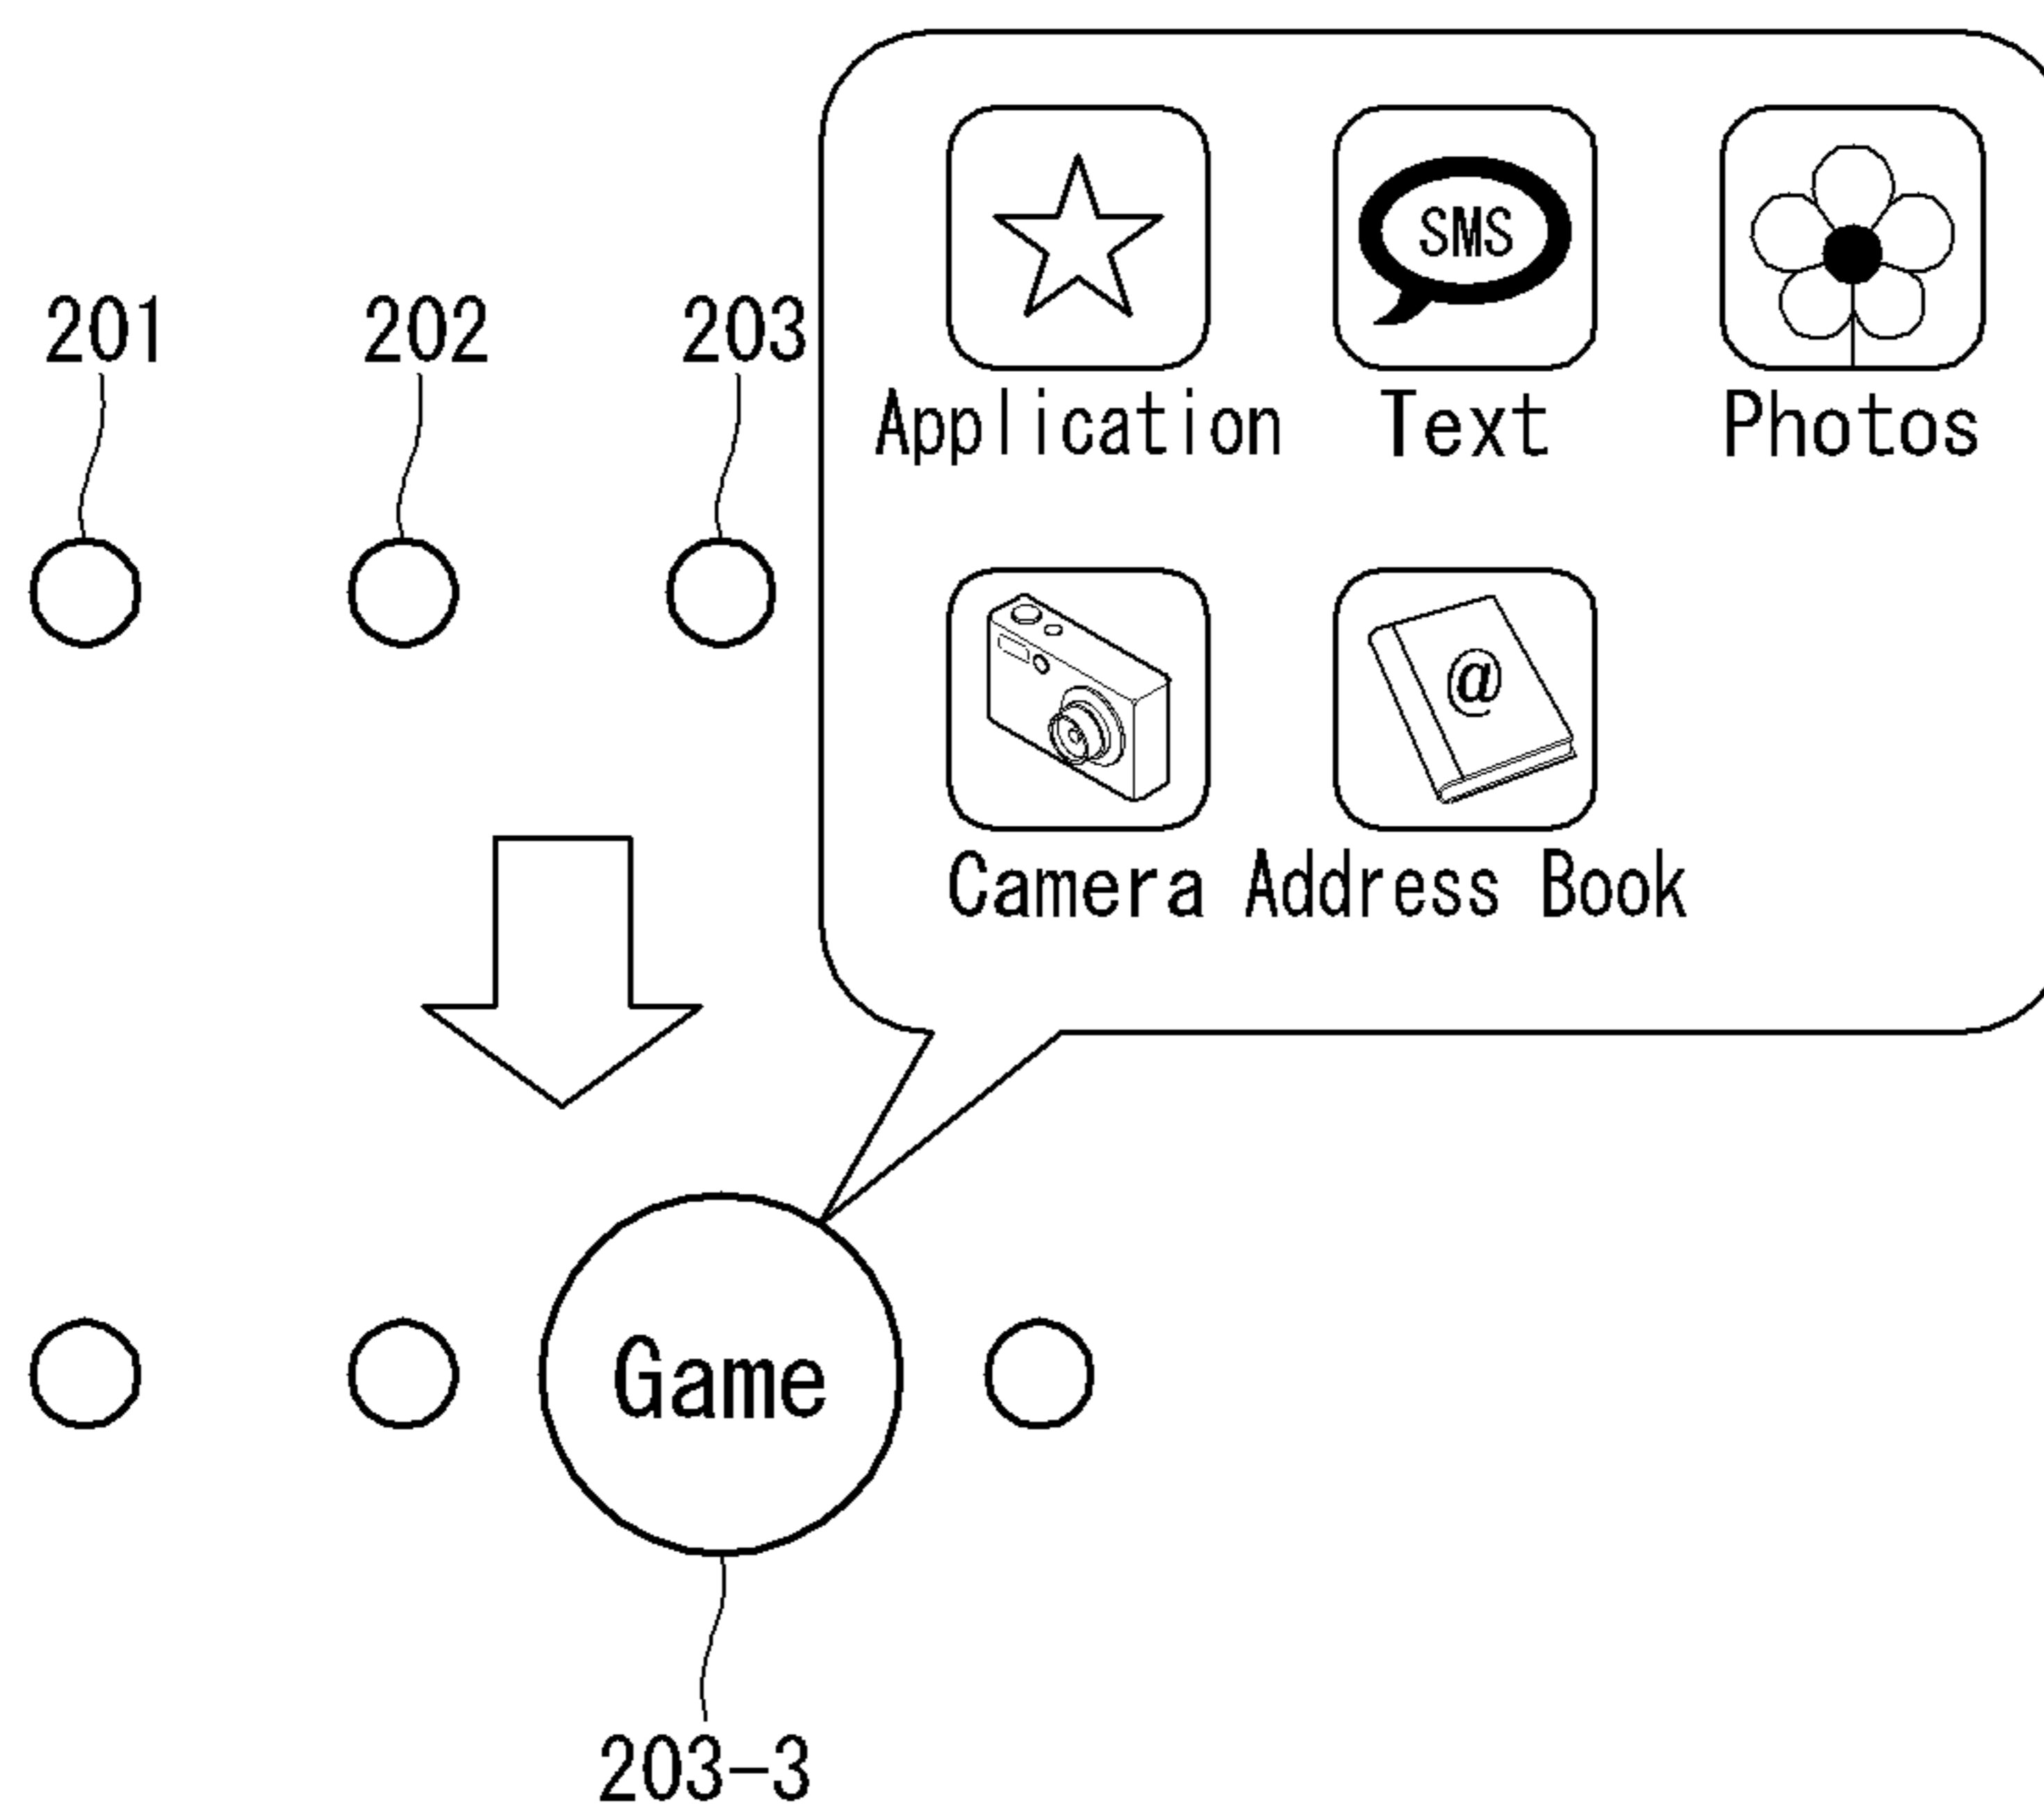 201 202 203
SMS
Application Text Photos
@
Camera Address Book
Game
203-3